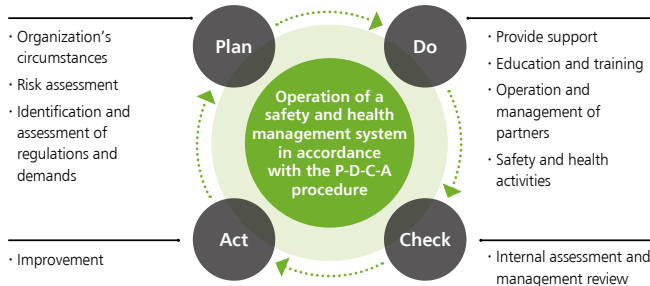 Plan
· Organization's
circumstances
· Risk assessment
· Identification and
assessment of
regulations and
demands
Do
· Provide support
· Education and training
· Operation and
management of
partners
· Safety and health
activities
Operation of a
safety and health
management system
in accordance
with the P-D-C-A
procedure
Act
· Improvement
Check
· Internal assessment and
management review